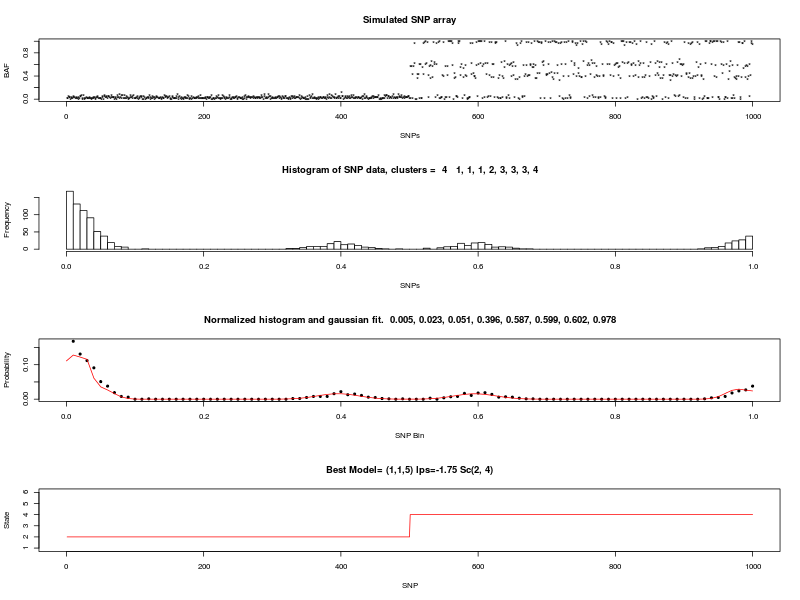 Simulated SNP array
BAF
0.0 0.4 0.8
0 200 400 600 800 1000
SNPs
Histogram of SNP data, clusters = 4 1, 1, 1, 2, 3, 3, 3, 4
Frequency
0 50 100
0.0 0.2 0.4 0.6 0.8 1.0
SNPs
Normalized histogram and gaussian fit. 0.005, 0.023, 0.051, 0.396, 0.587, 0.599, 0.602, 0.978
Probability
0.00 0.10
0.0 0.2 0.4 0.6 0.8 1.0
SNP Bin
Best Model= (1,1,5) lps=-1.75 Sc(2, 4)
State
1 2 3 4 5 6
0 200 400 600 800 1000
SNP